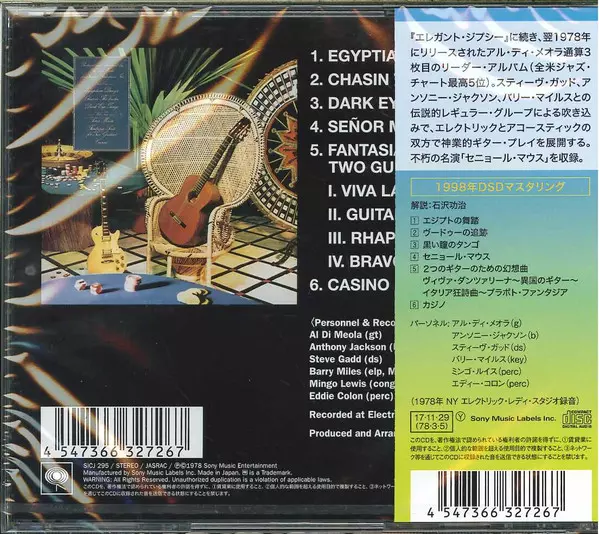 1. EGYPTIA
2. CHASIN
3. DARK EY
4. SEÑOR M
5. FANTASIA
TWO GU
I. VIVA LA
II. GUITA
III. RHAP
IV. BRAVO
6. CASINO
(Personnel & Reco
Al Di Meola (gt)
Anthony Jackson (
Steve Gadd (ds)
Barry Miles (elp, M
Mingo Lewis (cong
Eddie Colon (perc)
Recorded at Electr
Produced and Arra
4 547366 327267
SICJ 295 / STEREO / JASRAC / ℗©1978 Sony Music Entertainment
Manufactured by Sony Music Labels Inc. Made in Japan. is a Trademark.
WARNING: All Rights Reserved. Unauthorized duplication is a violation of applicable laws.
『エレガント・ジプシー』に続き、翌1978年
にリリースされたアル・ディ・メオラ通算3
枚目のリーダー・アルバム(全米ジャズ・
チャート最高5位)。スティーヴ・ガッド、ア
ンソニー・ジャクソン、バリー・マイルスとの
伝説的レギュラー・グループによる吹き込
みで、エレクトリックとアコースティックの
双方で神業的ギター・プレイを展開する。
不朽の名演「セニョール・マウス」を収録。
1998年DSDマスタリング
解説:石沢功治
1 エジプトの舞踏
2 ヴードゥーの追跡
3 黒い瞳のタンゴ
4 セニョール・マウス
5 2つのギターのための幻想曲
ヴィヴァ・ダンツァリーナ〜異国のギター〜
イタリア狂詩曲〜ブラボト・ファンタジア
6 カジノ
パーソネル:アル・ディ・メオラ(g)
アンソニー・ジャクソン(b)
スティーヴ・ガッド(ds)
バリー・マイルス(key)
ミンゴ・ルイス(perc)
エディー・コロン(perc)
(1978年 NY エレクトリック・レディ・スタジオ録音)
17・11・29
(78・3・5)
Y
Sony Music Labels Inc.
COMPACT
disc
DIGITAL AUDIO
4 547366 327267